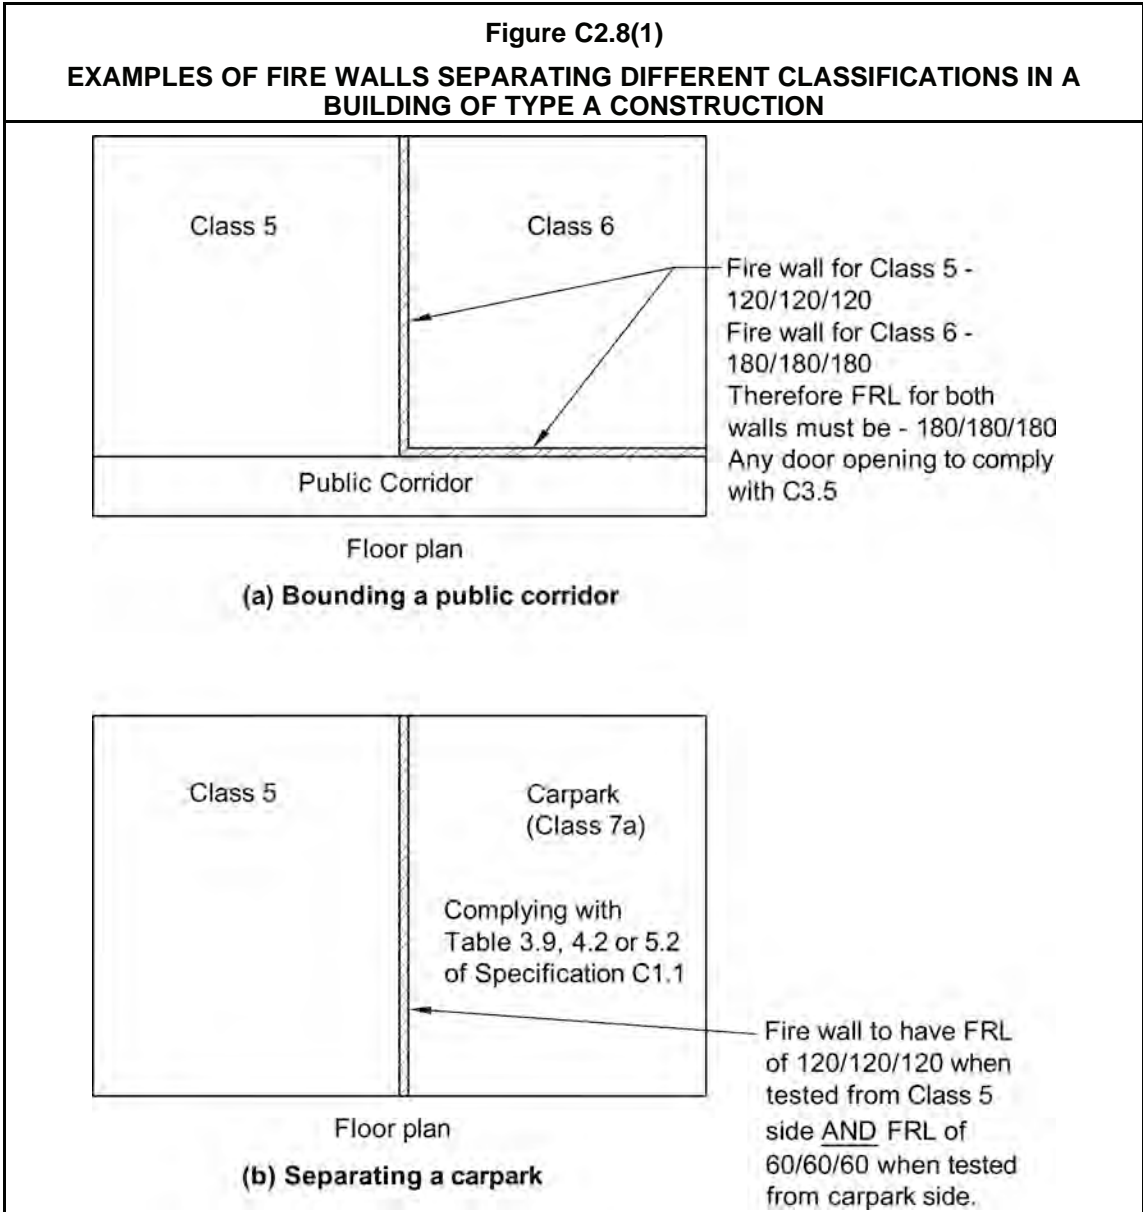 Figure C2.8(1)
EXAMPLES OF FIRE WALLS SEPARATING DIFFERENT CLASSIFICATIONS IN A
BUILDING OF TYPE A CONSTRUCTION
Class 5
Class 6
Fire wall for Class 5 -
120/120/120
Fire wall for Class 6 -
180/180/180
Therefore FRL for both
walls must be - 180/180/180
Any door opening to comply
with C3.5
Public Corridor
Floor plan
(a) Bounding a public corridor
Class 5
Carpark
(Class 7a)
Complying with
Table 3.9, 4.2 or 5.2
of Specification C1.1
Fire wall to have FRL
of 120/120/120 when
tested from Class 5
side AND FRL of
60/60/60 when tested
from carpark side.
Floor plan
(b) Separating a carpark